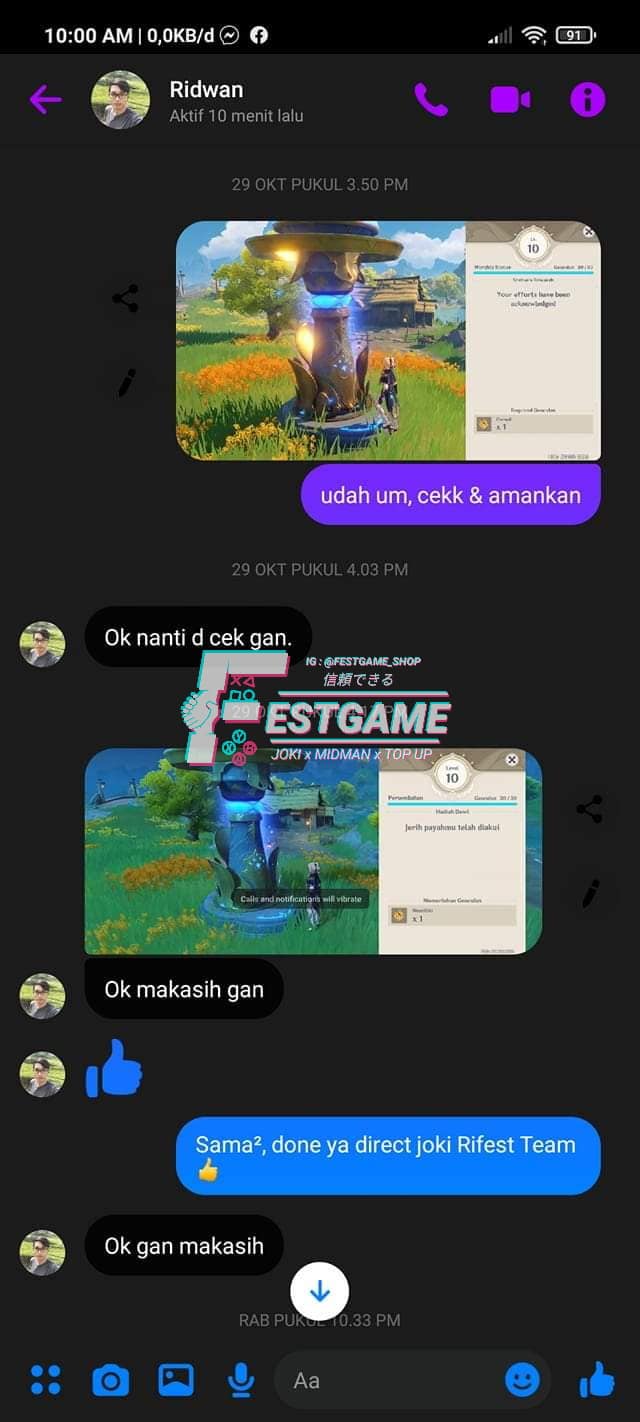 10:00 AM | 0,0KB/d
91
Ridwan
Aktif 10 menit lalu
29 OKT PUKUL 3.50 PM
10
Your efforts have been
acknowledged
x 1
udah um, cekk & amankan
29 OKT PUKUL 4.03 PM
Ok nanti d cek gan.
IG : @FESTGAME_SHOP
信頼できる
FESTGAME
JOKI x MIDMAN x TOP UP
Level
10
Persembahan
Hadiah Dewi
Jerih payahmu telah diakui
Calls and notifications will vibrate
Memerlukan Geoculus
x 1
Ok makasih gan
Sama², done ya direct joki Rifest Team
👍
Ok gan makasih
RAB PUKUL 10.33 PM
Aa